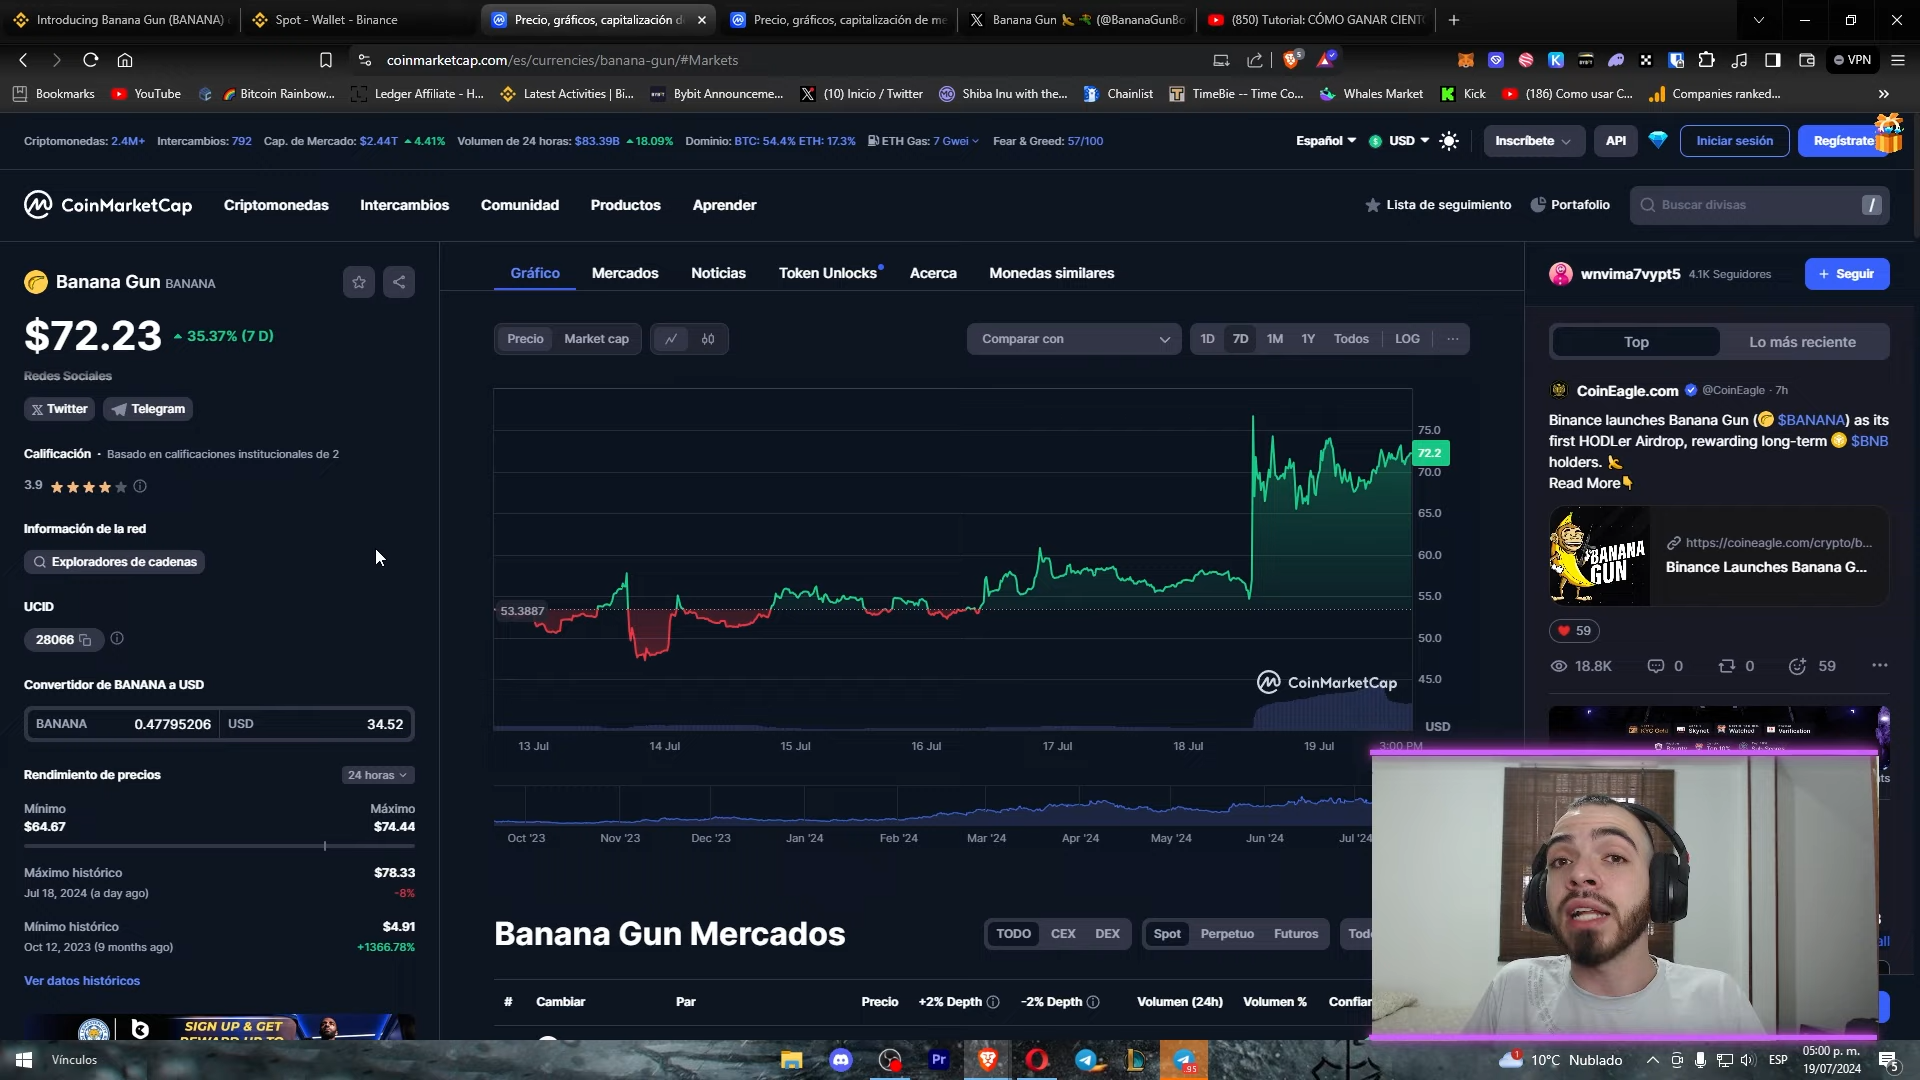 Introducing Banana Gun (BANANA)
Spot - Wallet - Binance
Precio, gráficos, capitalización d
Precio, gráficos, capitalización de me
Banana Gun (@BananaGunBo
(850) Tutorial: CÓMO GANAR CIENT
coinmarketcap.com/es/currencies/banana-gun/#Markets
VPN
Bookmarks
YouTube
Bitcoin Rainbow...
Ledger Affiliate - H...
Latest Activities | Bi...
Bybit Announceme...
(10) Inicio / Twitter
Shiba Inu with the...
Chainlist
TimeBie -- Time Co...
Whales Market
Kick
(186) Como usar C...
Companies ranked...
Criptomonedas: 2.4M+
Intercambios: 792
Cap. de Mercado: $2.44T 4.41%
Volumen de 24 horas: $83.39B 18.09%
Dominio: BTC: 54.4% ETH: 17.3%
ETH Gas: 7 Gwei
Fear & Greed: 57/100
Español
USD
Inscríbete
API
Iniciar sesión
Regístrate
CoinMarketCap
Criptomonedas
Intercambios
Comunidad
Productos
Aprender
Lista de seguimiento
Portafolio
Buscar divisas
/
Banana Gun BANANA
$72.23 35.37% (7 D)
Redes Sociales
Twitter
Telegram
Calificación · Basado en calificaciones institucionales de 2
3.9
Información de la red
Exploradores de cadenas
UCID
28066
Convertidor de BANANA a USD
BANANA 0.47795206 USD 34.52
Rendimiento de precios 24 horas
Mínimo Máximo
$64.67 $74.44
Máximo histórico $78.33
Jul 18, 2024 (a day ago) -8%
Mínimo histórico $4.91
Oct 12, 2023 (9 months ago) +1366.78%
Ver datos históricos
SIGN UP & GET
Gráfico
Mercados
Noticias
Token Unlocks
Acerca
Monedas similares
Precio
Market cap
Comparar con
1D
7D
1M
1Y
Todos
LOG
...
75.0
72.2
70.0
65.0
60.0
55.0
53.3887
50.0
45.0
CoinMarketCap
USD
13 Jul
14 Jul
15 Jul
16 Jul
17 Jul
18 Jul
19 Jul
3:00 PM
Oct '23
Nov '23
Dec '23
Jan '24
Feb '24
Mar '24
Apr '24
May '24
Jun '24
Jul '24
Banana Gun Mercados
TODO
CEX
DEX
Spot
Perpetuo
Futuros
# Cambiar Par Precio +2% Depth -2% Depth Volumen (24h) Volumen % Confian
wnvima7vypt5 4.1K Seguidores
+ Seguir
Top
Lo más reciente
CoinEagle.com @CoinEagle · 7h
Binance launches Banana Gun ( $BANANA) as its
first HODLer Airdrop, rewarding long-term $BNB
holders.
Read More
BANANA
GUN
https://coineagle.com/crypto/b...
Binance Launches Banana G...
59
18.8K
0
0
59
KYC Gold
Skynet
Watched
Verification
Vínculos
Pr
95
1
10°C Nublado
ESP
05:00 p. m.
19/07/2024
5